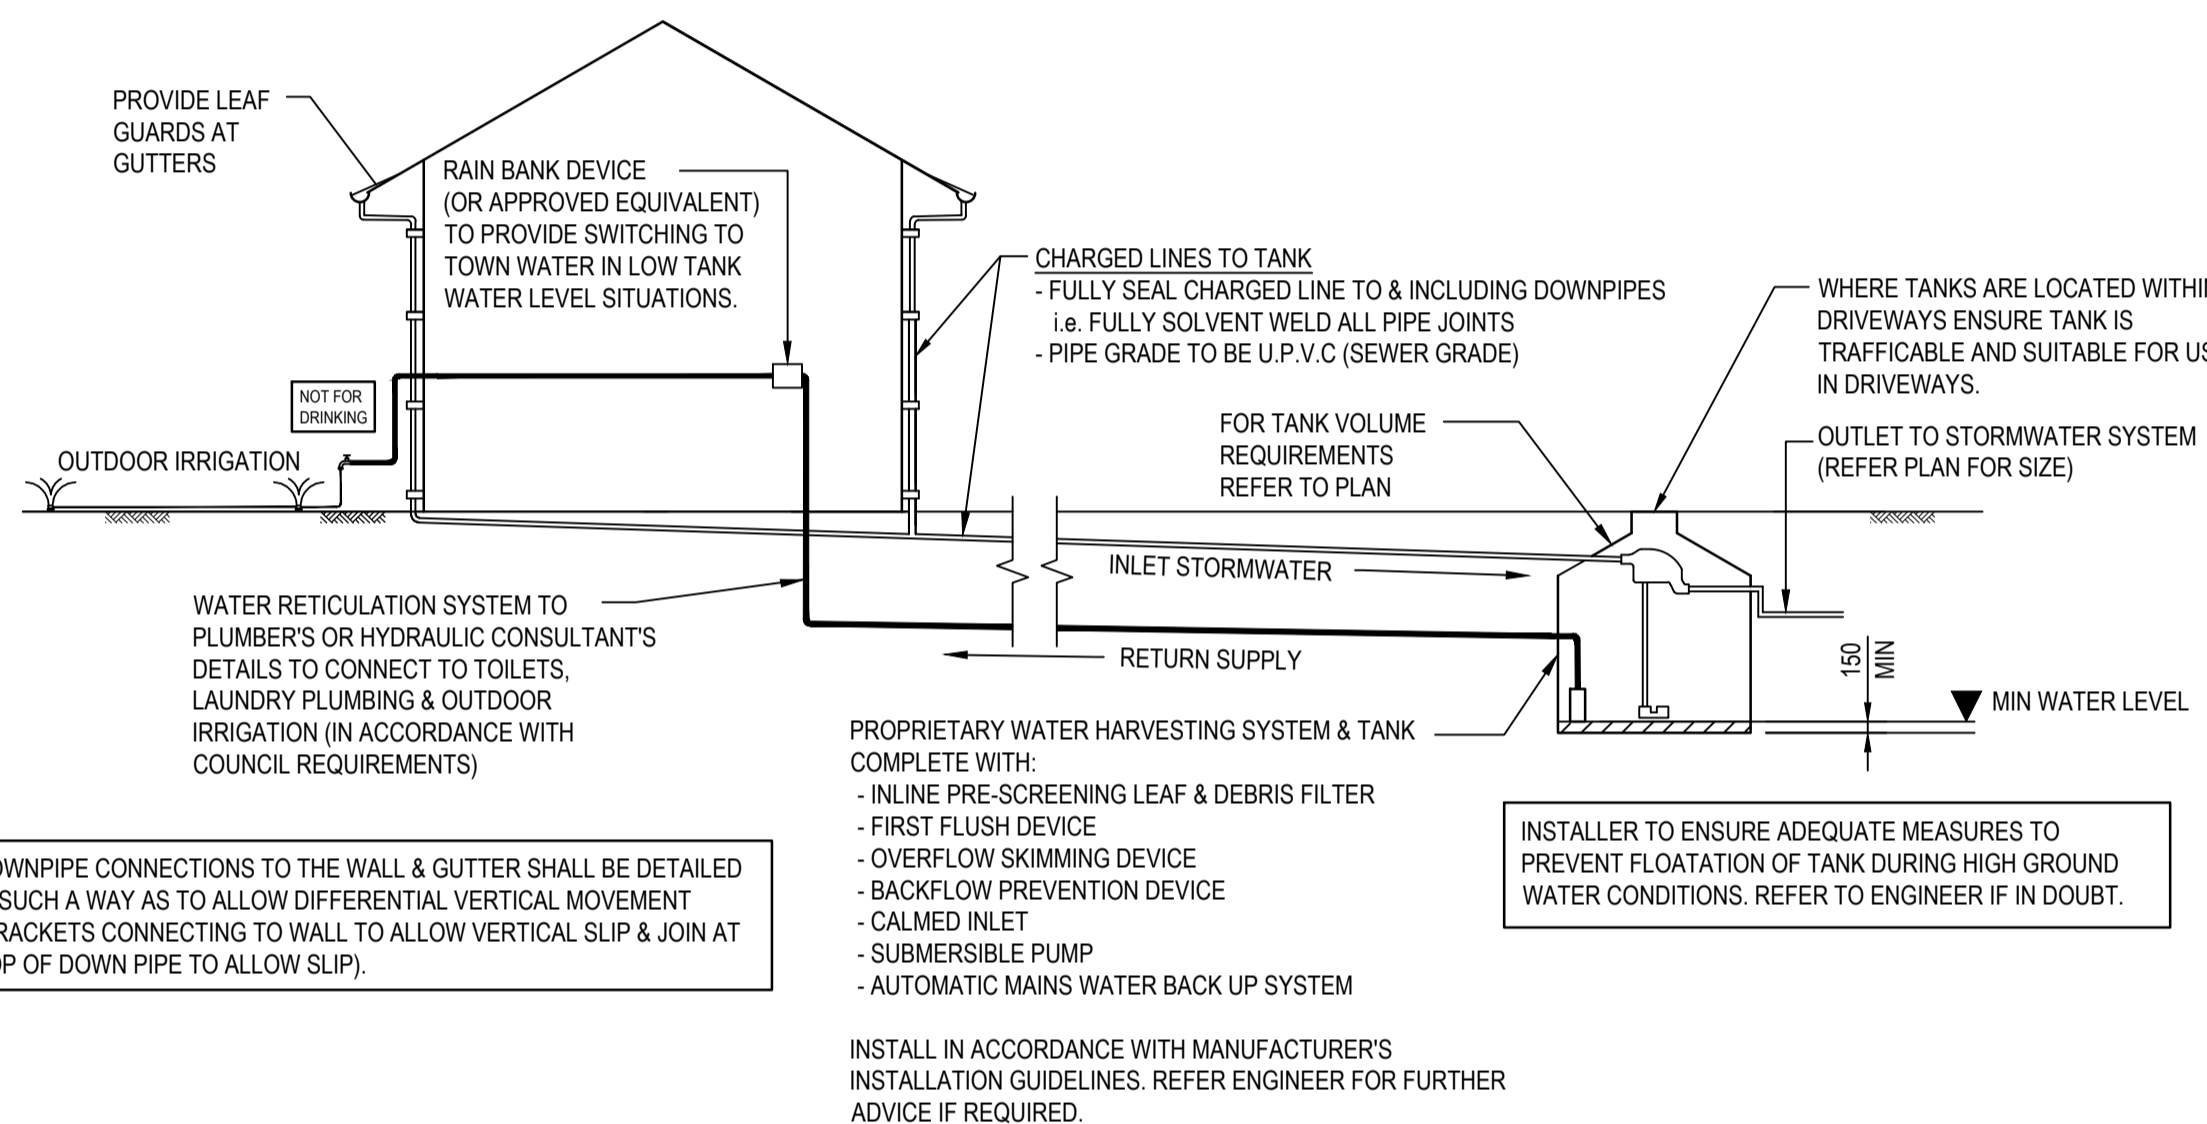 PROVIDE LEAF
GUARDS AT
GUTTERS
RAIN BANK DEVICE
(OR APPROVED EQUIVALENT)
TO PROVIDE SWITCHING TO
TOWN WATER IN LOW TANK
WATER LEVEL SITUATIONS.
CHARGED LINES TO TANK
- FULLY SEAL CHARGED LINE TO & INCLUDING DOWNPIPES
i.e. FULLY SOLVENT WELD ALL PIPE JOINTS
- PIPE GRADE TO BE U.P.V.C (SEWER GRADE)
WHERE TANKS ARE LOCATED
DRIVEWAYS ENSURE TANK IS
TRAFFICABLE AND SUITABLE FOR
IN DRIVEWAYS.
NOT FOR
DRINKING
OUTDOOR IRRIGATION
FOR TANK VOLUME
REQUIREMENTS
REFER TO PLAN
OUTLET TO STORMWATER SYSTEM
(REFER PLAN FOR SIZE)
INLET STORMWATER
RETURN SUPPLY
WATER RETICULATION SYSTEM TO
PLUMBER'S OR HYDRAULIC CONSULTANT'S
DETAILS TO CONNECT TO TOILETS,
LAUNDRY PLUMBING & OUTDOOR
IRRIGATION (IN ACCORDANCE WITH
COUNCIL REQUIREMENTS)
150
MIN
MIN WATER LEVEL
PROPRIETARY WATER HARVESTING SYSTEM & TANK
COMPLETE WITH:
- INLINE PRE-SCREENING LEAF & DEBRIS FILTER
- FIRST FLUSH DEVICE
- OVERFLOW SKIMMING DEVICE
- BACKFLOW PREVENTION DEVICE
- CALMED INLET
- SUBMERSIBLE PUMP
- AUTOMATIC MAINS WATER BACK UP SYSTEM
INSTALL IN ACCORDANCE WITH MANUFACTURER'S
INSTALLATION GUIDELINES. REFER ENGINEER FOR FURTHER
ADVICE IF REQUIRED.
CONNECTIONS TO THE WALL & GUTTER SHALL BE DETAILED
SUCH A WAY AS TO ALLOW DIFFERENTIAL VERTICAL MOVEMENT
CONNECTING TO WALL TO ALLOW VERTICAL SLIP & JOIN AT
OF DOWN PIPE TO ALLOW SLIP).
INSTALLER TO ENSURE ADEQUATE MEASURES TO
PREVENT FLOATATION OF TANK DURING HIGH GROUND
WATER CONDITIONS. REFER TO ENGINEER IF IN DOUBT.